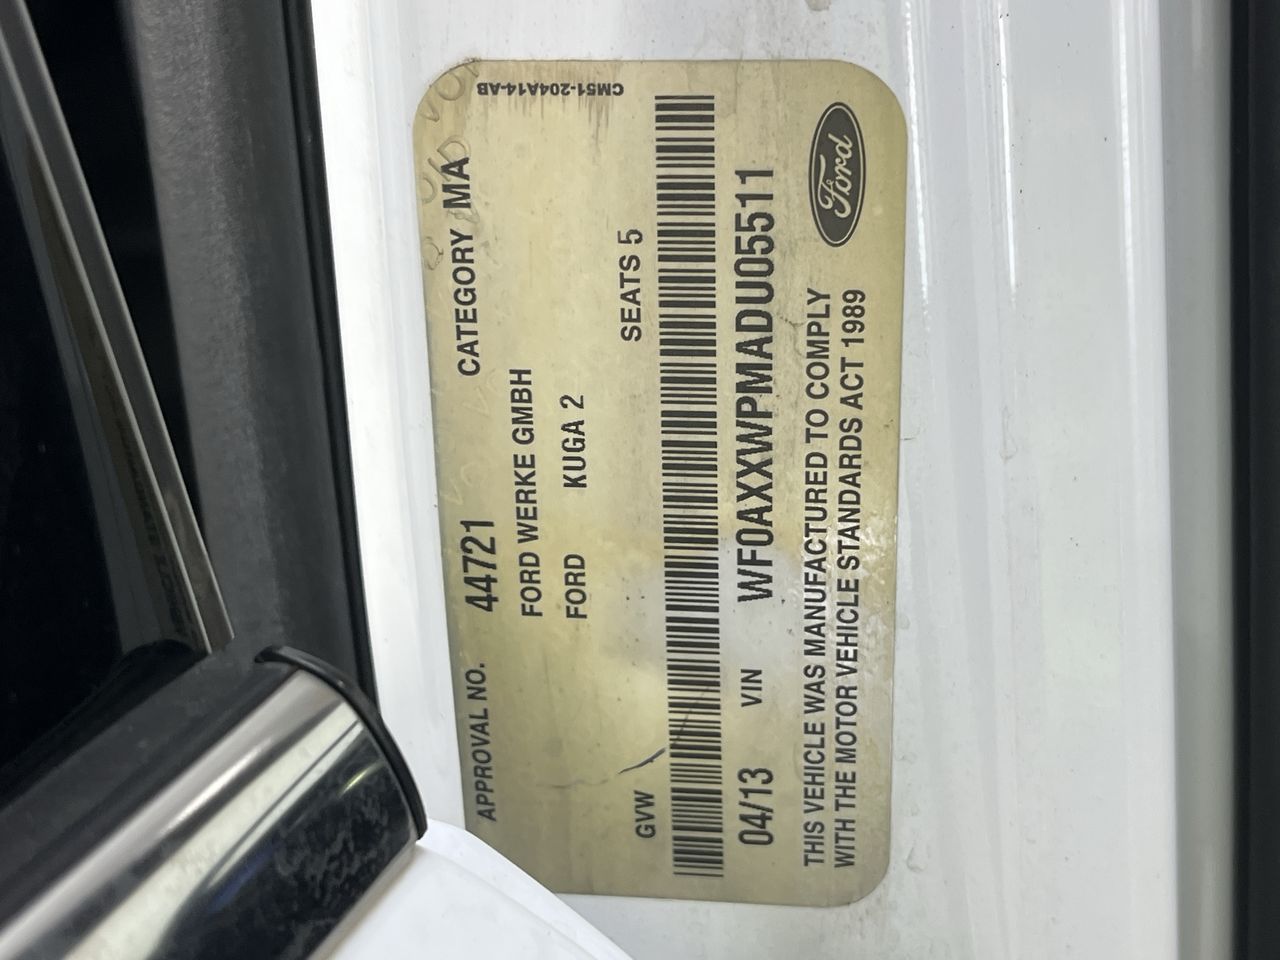 CM51-204A14-AB
APPROVAL NO. 44721 CATEGORY MA
FORD WERKE GMBH
FORD KUGA 2
GVW SEATS 5
04/13 VIN WF0AXXWPMADU05511
THIS VEHICLE WAS MANUFACTURED TO COMPLY
WITH THE MOTOR VEHICLE STANDARDS ACT 1989
Ford